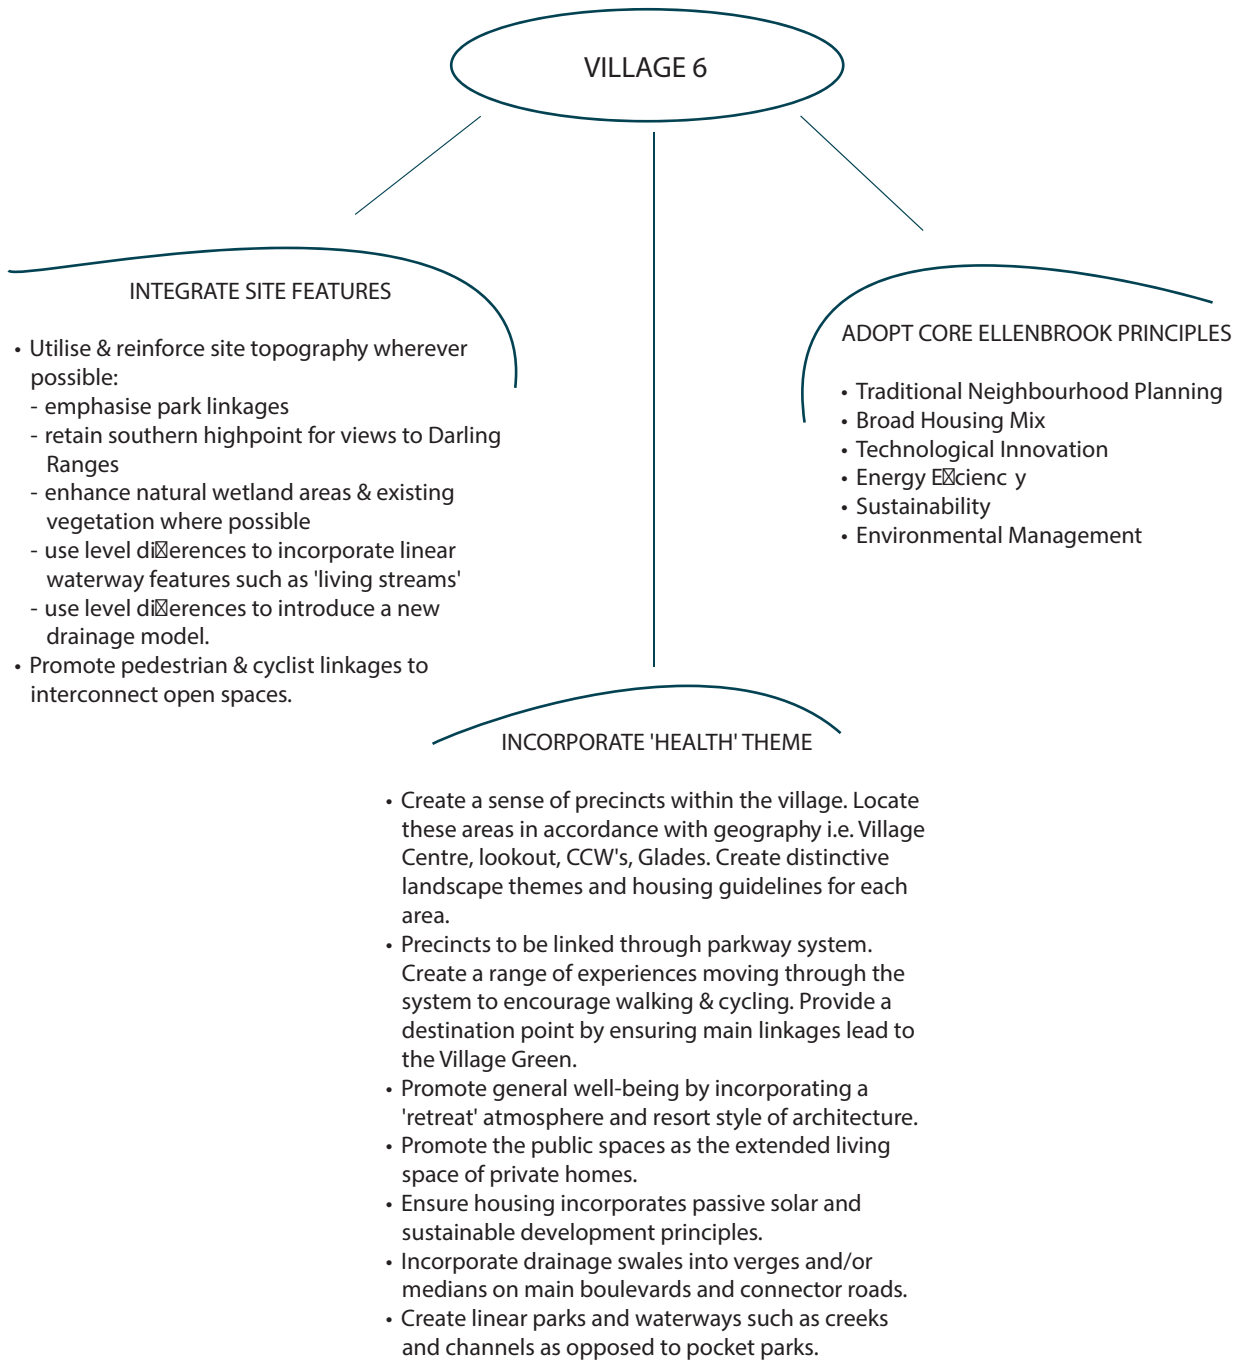 VILLAGE 6
INTEGRATE SITE FEATURES
• Utilise & reinforce site topography wherever
possible:
- emphasise park linkages
- retain southern highpoint for views to Darling
Ranges
- enhance natural wetland areas & existing
vegetation where possible
- use level di☒erences to incorporate linear
waterway features such as 'living streams'
- use level di☒erences to introduce a new
drainage model.
• Promote pedestrian & cyclist linkages to
interconnect open spaces.
ADOPT CORE ELLENBROOK PRINCIPLES
• Traditional Neighbourhood Planning
• Broad Housing Mix
• Technological Innovation
• Energy E☒cienc y
• Sustainability
• Environmental Management
INCORPORATE 'HEALTH' THEME
• Create a sense of precincts within the village. Locate
these areas in accordance with geography i.e. Village
Centre, lookout, CCW's, Glades. Create distinctive
landscape themes and housing guidelines for each
area.
• Precincts to be linked through parkway system.
Create a range of experiences moving through the
system to encourage walking & cycling. Provide a
destination point by ensuring main linkages lead to
the Village Green.
• Promote general well-being by incorporating a
'retreat' atmosphere and resort style of architecture.
• Promote the public spaces as the extended living
space of private homes.
• Ensure housing incorporates passive solar and
sustainable development principles.
• Incorporate drainage swales into verges and/or
medians on main boulevards and connector roads.
• Create linear parks and waterways such as creeks
and channels as opposed to pocket parks.